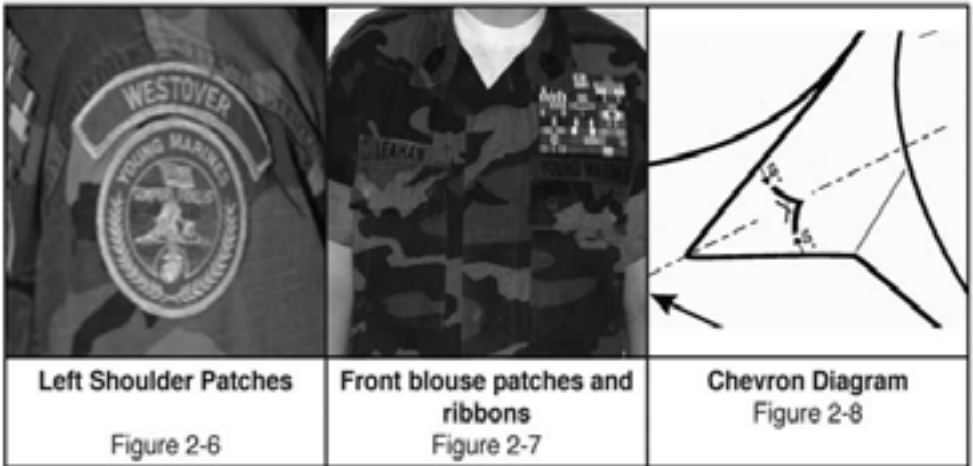 WESTOVER
YOUNG MARINES
LEAHAN
YOUNG MARINES
Left Shoulder Patches
Figure 2-6
Front blouse patches and
ribbons
Figure 2-7
Chevron Diagram
Figure 2-8